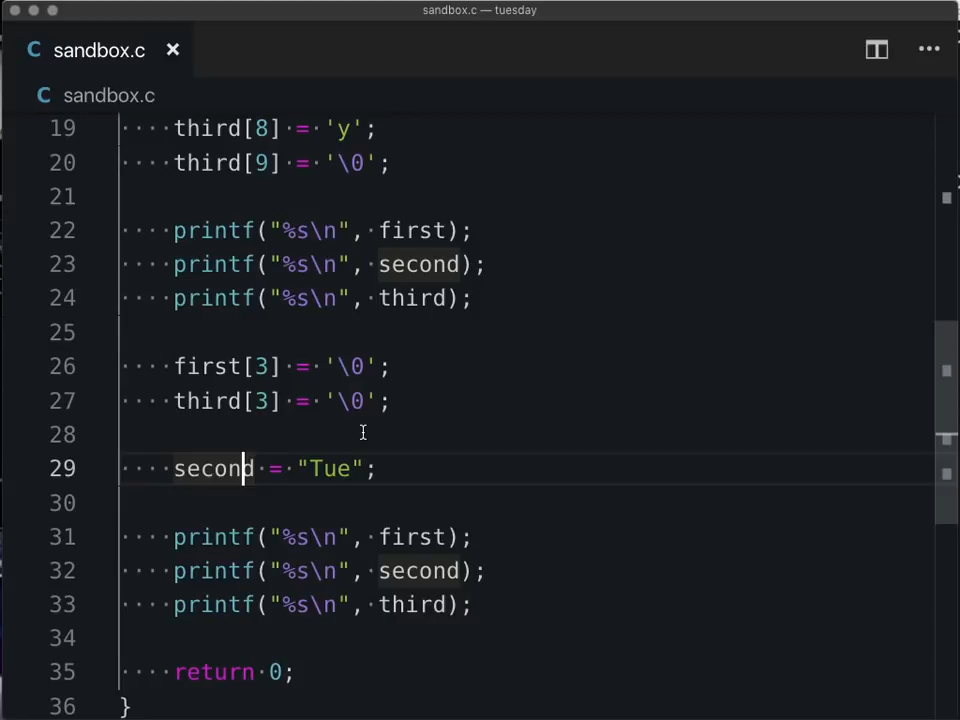 sandbox.c — tuesday
C sandbox.c ×
C sandbox.c
19 ····third[8]·=·'y';
20 ····third[9]·=·'\0';
21
22 ····printf("%s\n",·first);
23 ····printf("%s\n",·second);
24 ····printf("%s\n",·third);
25
26 ····first[3]·=·'\0';
27 ····third[3]·=·'\0';
28
29 ····second·=·"Tue";
30
31 ····printf("%s\n",·first);
32 ····printf("%s\n",·second);
33 ····printf("%s\n",·third);
34
35 ····return·0;
36 }